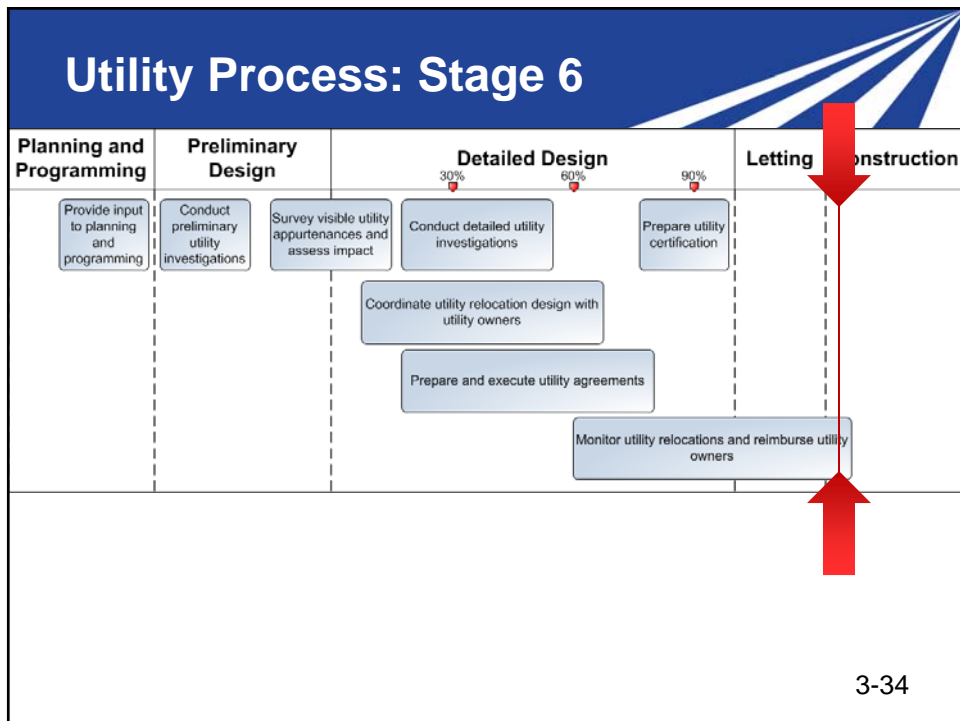 Utility Process: Stage 6
Planning and
Programming
Preliminary
Design
Detailed Design
Letting
onstruction
30%
60%
90%
Provide input
to planning
and
programming
Conduct
preliminary
utility
investigations
Survey visible utility
appurtenances and
assess impact
Conduct detailed utility
investigations
Prepare utility
certification
Coordinate utility relocation design with
utility owners
Prepare and execute utility agreements
Monitor utility relocations and reimburse utility
owners
3-34